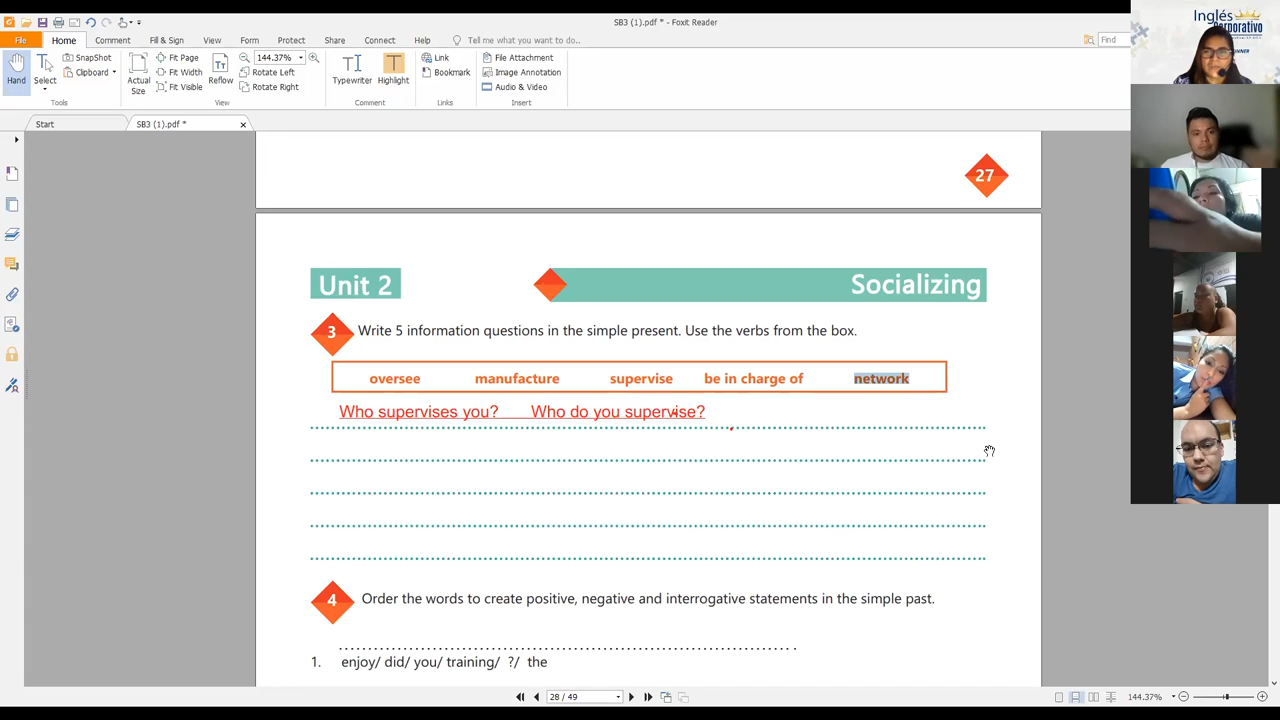 SB3 (1).pdf * - Foxit Reader
File Home Comment Fill & Sign View Form Protect Share Connect Help Tell me what you want to do... Find
Hand
Select
SnapShot
Clipboard
Actual Size
Fit Page
Fit Width
Fit Visible
Reflow
144.37%
Rotate Left
Rotate Right
Typewriter
Highlight
Link
Bookmark
File Attachment
Image Annotation
Audio & Video
Tools View Comment Links Insert
Start SB3 (1).pdf *
27
Unit 2 Socializing
3 Write 5 information questions in the simple present. Use the verbs from the box.
oversee manufacture supervise be in charge of network
Who supervises you? Who do you supervise?
4 Order the words to create positive, negative and interrogative statements in the simple past.
1. enjoy/ did/ you/ training/ ?/ the
28 / 49
144.37%
Inglés
Corporativo